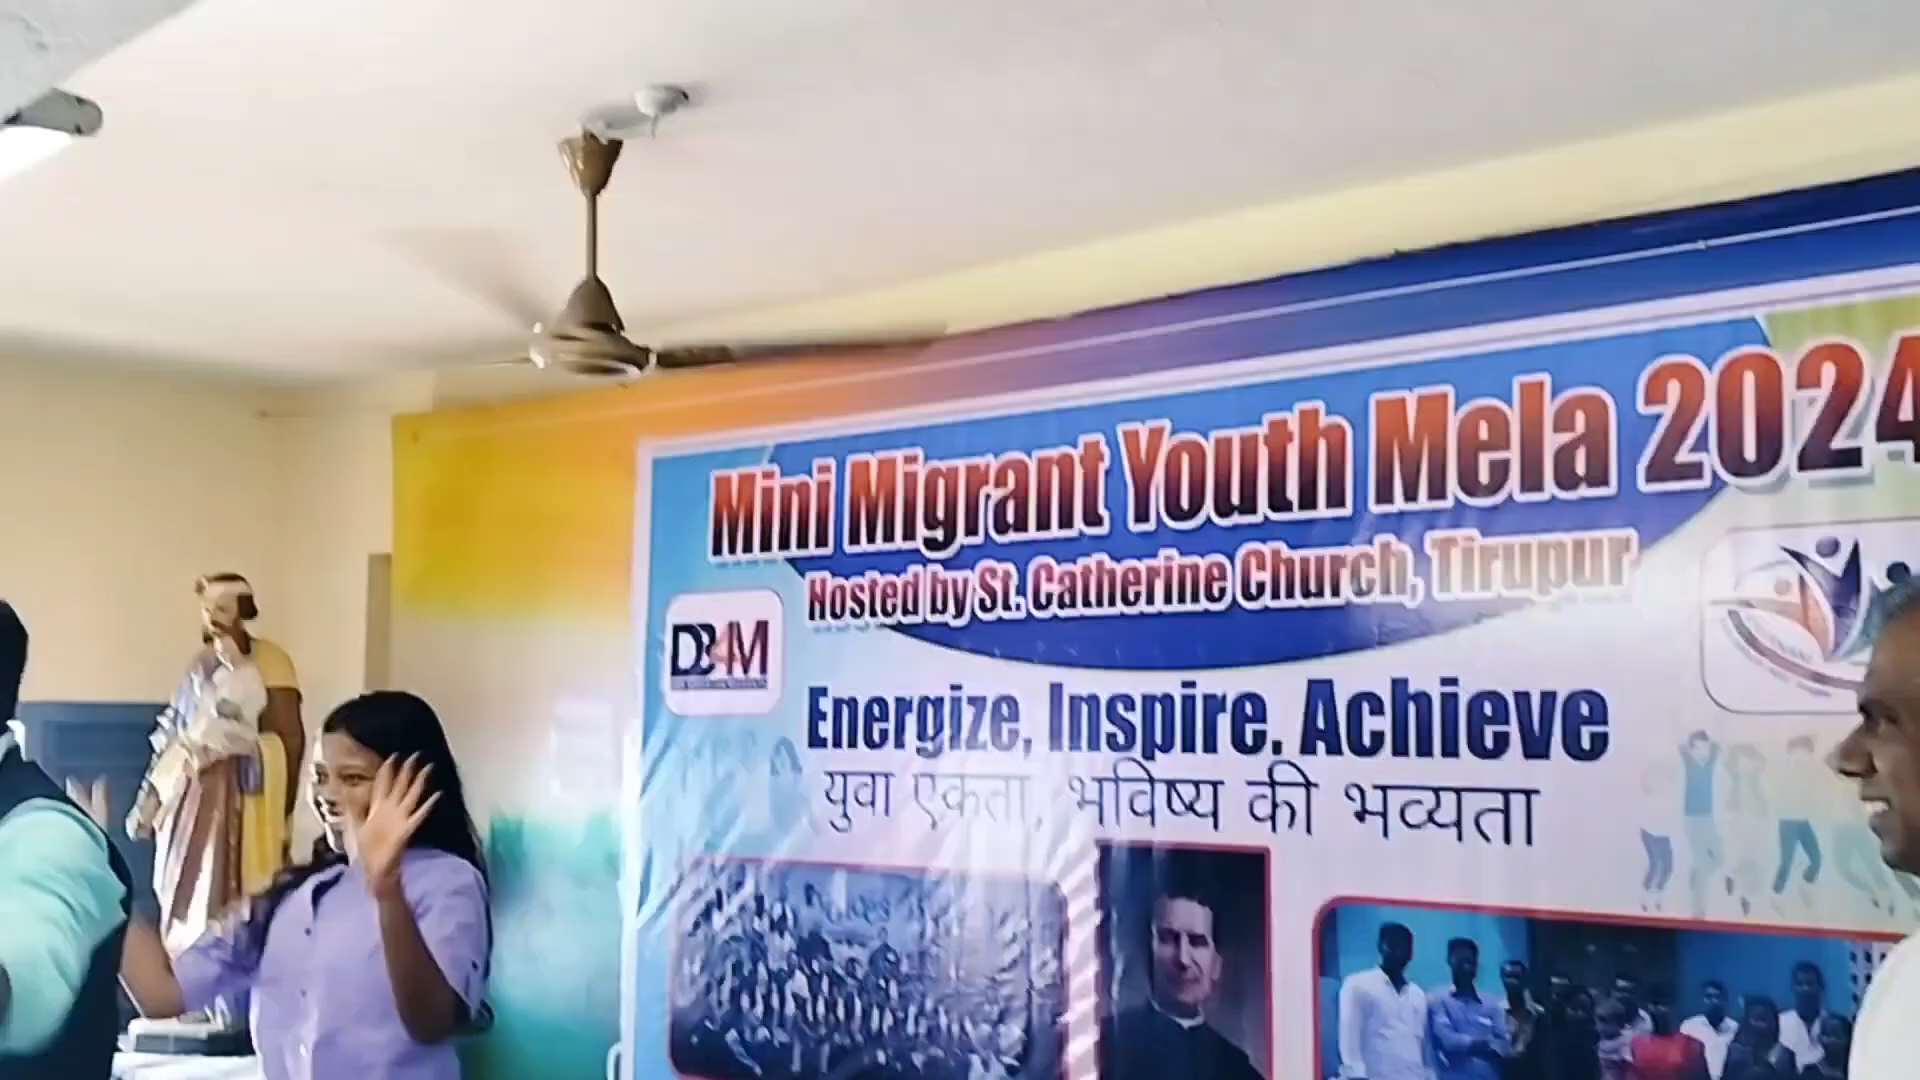 Mini Migrant Youth Mela 2024
Hosted by St. Catherine Church, Tirupur
DB4M
Energize, Inspire. Achieve
युवा एकता, भविष्य की भव्यता